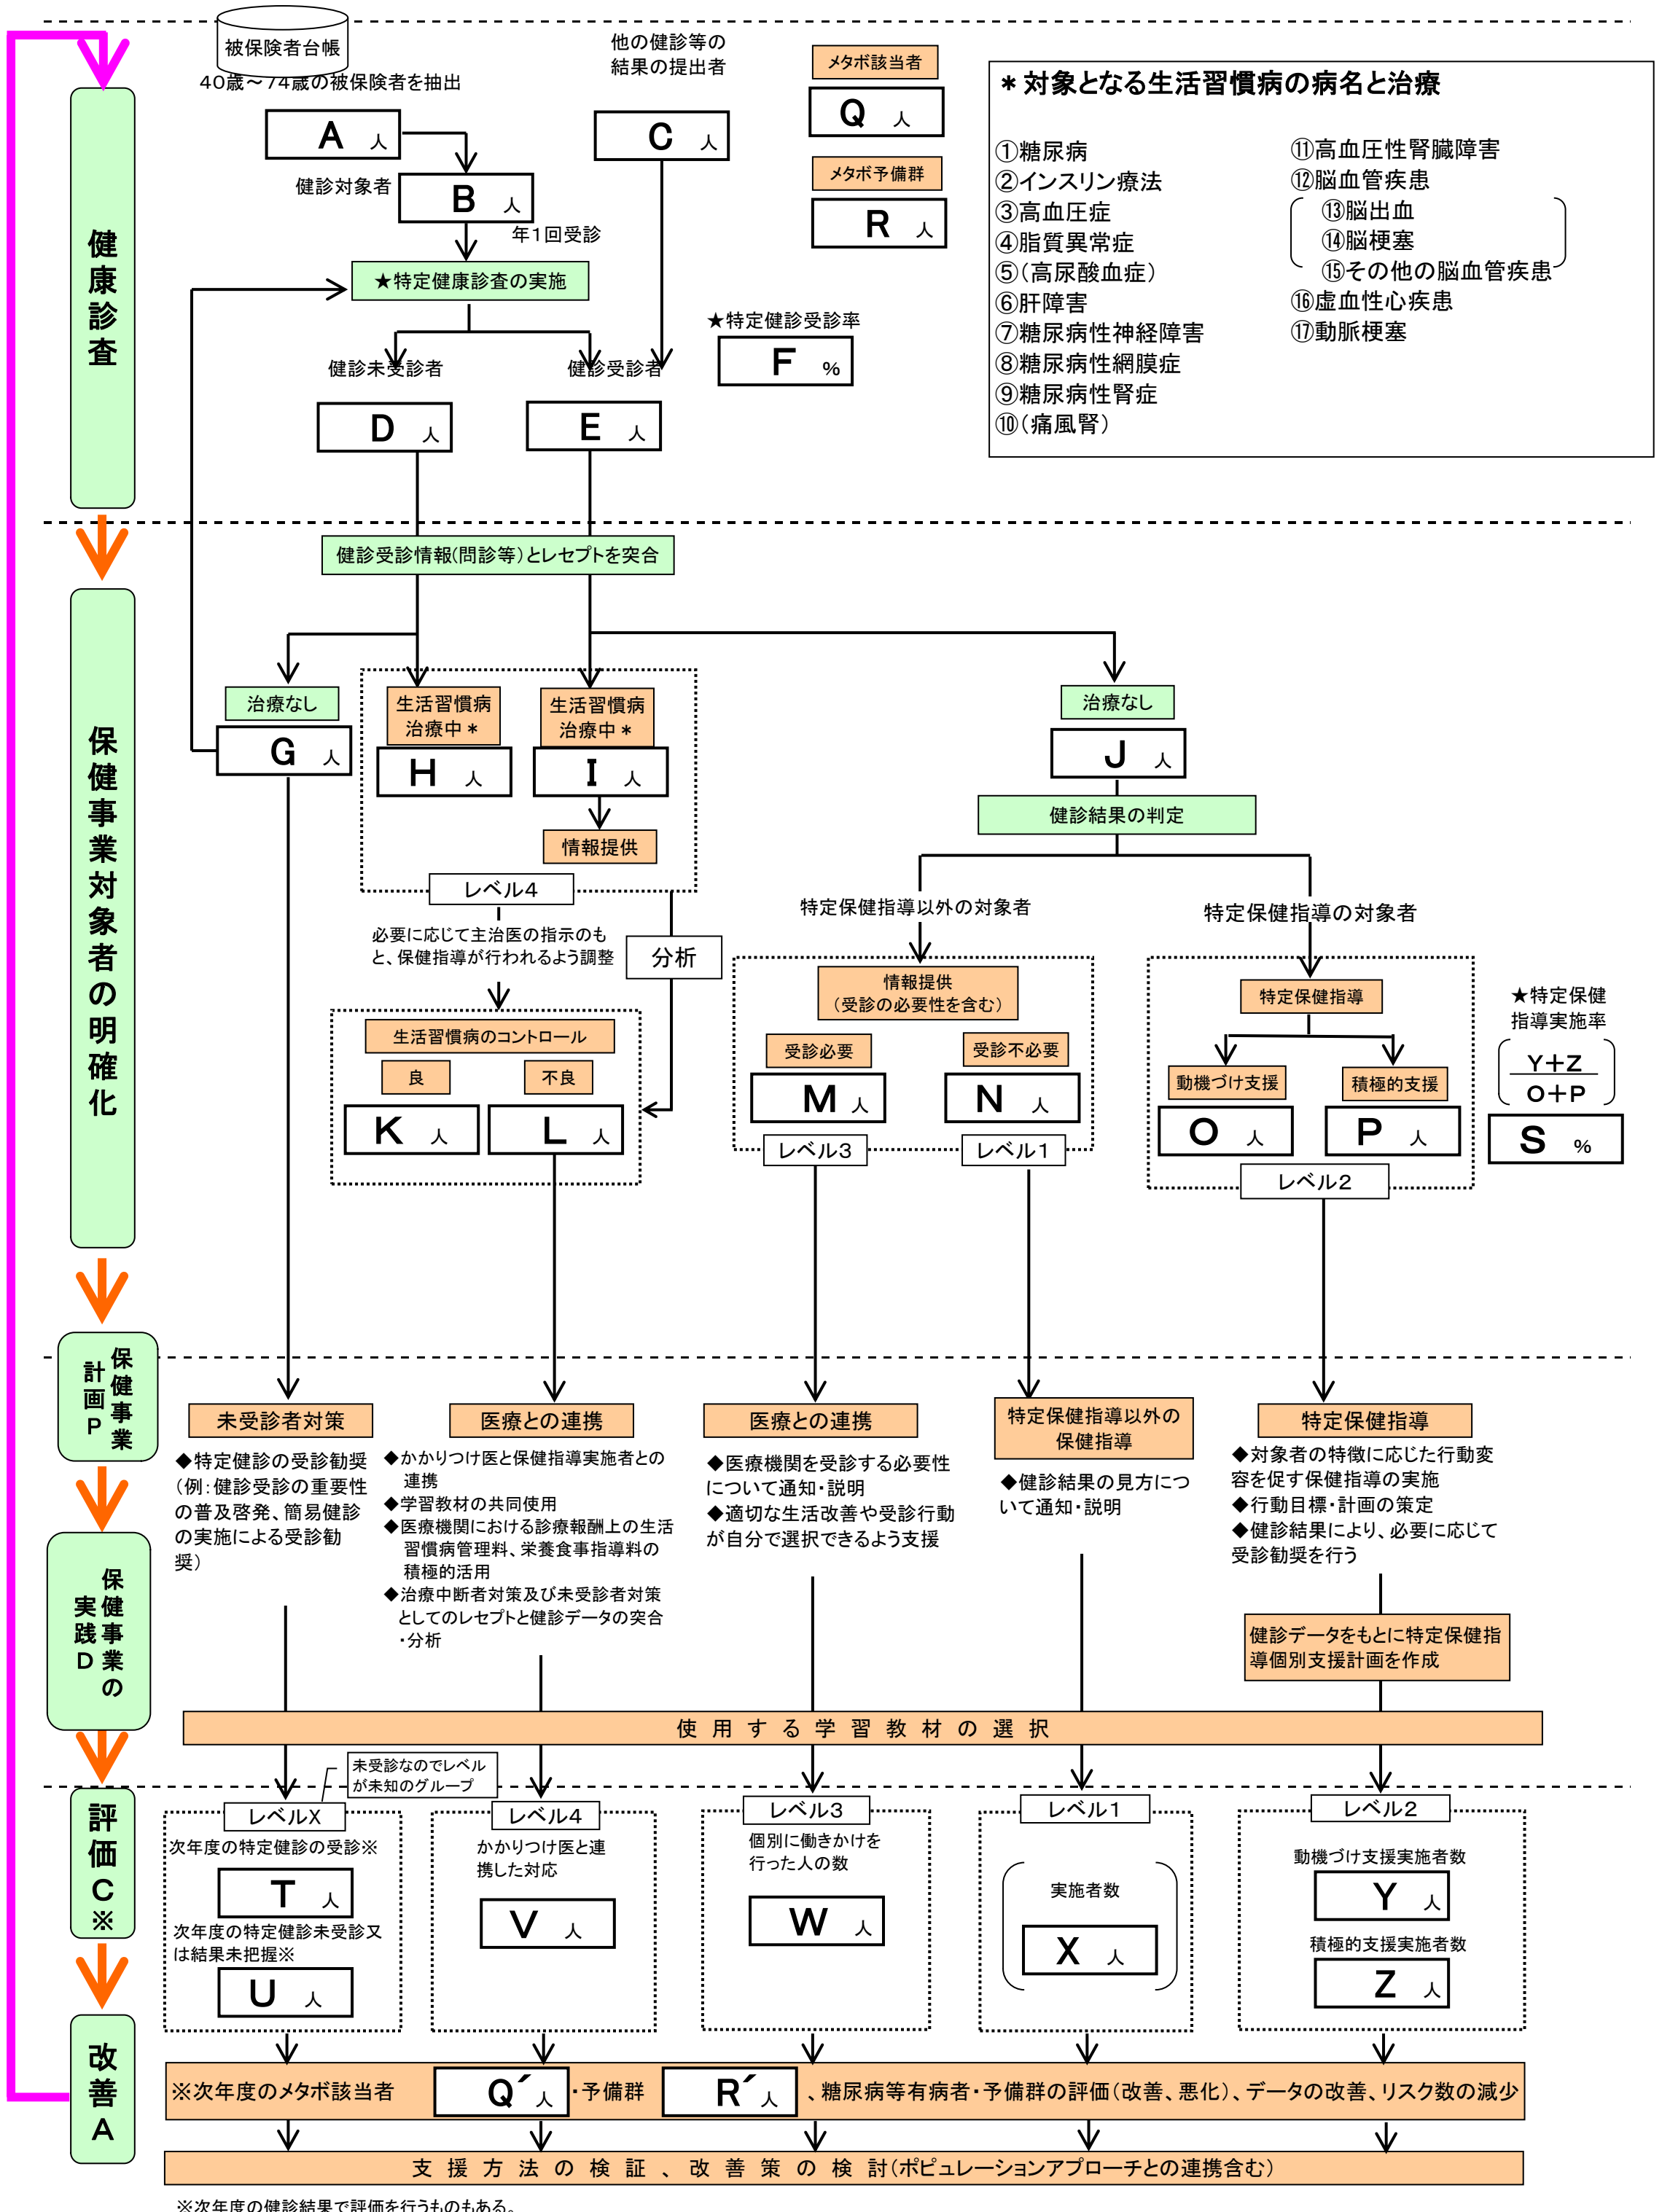 被保険者台帳
40歳～74歳の被保険者を抽出
A 人
健診対象者
B 人
年1回受診
他の健診等の
結果の提出者
C 人
メタボ該当者
Q 人
メタボ予備群
R 人
★特定健康診査の実施
健診未受診者
健診受診者
D 人
E 人
★特定健診受診率
F %
＊対象となる生活習慣病の病名と治療
①糖尿病
②インスリン療法
③高血圧症
④脂質異常症
⑤（高尿酸血症）
⑥肝障害
⑦糖尿病性神経障害
⑧糖尿病性網膜症
⑨糖尿病性腎症
⑩（痛風腎）
⑪高血圧性腎臓障害
⑫脳血管疾患
⑬脳出血
⑭脳梗塞
⑮その他の脳血管疾患
⑯虚血性心疾患
⑰動脈梗塞
健康診査
健診受診情報(問診等)とレセプトを突合
保健事業対象者の明確化
治療なし
G 人
生活習慣病
治療中＊
H 人
生活習慣病
治療中＊
I 人
情報提供
レベル4
治療なし
J 人
健診結果の判定
必要に応じて主治医の指示のも
と、保健指導が行われるよう調整
分析
生活習慣病のコントロール
良
不良
K 人
L 人
特定保健指導以外の対象者
情報提供
（受診の必要性を含む）
受診必要
受診不必要
M 人
N 人
レベル3
レベル1
特定保健指導の対象者
特定保健指導
動機づけ支援
積極的支援
O 人
P 人
レベル2
★特定保健
指導実施率
Y＋Z
O＋P
S %
保健事業
計画P
未受診者対策
◆特定健診の受診勧奨
（例：健診受診の重要性
の普及啓発、簡易健診
の実施による受診勧
奨）
医療との連携
◆かかりつけ医と保健指導実施者との
連携
◆学習教材の共同使用
◆医療機関における診療報酬上の生活
習慣病管理料、栄養食事指導料の
積極的活用
◆治療中断者対策及び未受診者対策
としてのレセプトと健診データの突合
・分析
医療との連携
◆医療機関を受診する必要性
について通知・説明
◆適切な生活改善や受診行動
が自分で選択できるよう支援
特定保健指導以外の
保健指導
◆健診結果の見方につ
いて通知・説明
特定保健指導
◆対象者の特徴に応じた行動変
容を促す保健指導の実施
◆行動目標・計画の策定
◆健診結果により、必要に応じて
受診勧奨を行う
健診データをもとに特定保健指
導個別支援計画を作成
保健事業の
実践D
使用する学習教材の選択
未受診なのでレベル
が未知のグループ
評価C※
レベルX
次年度の特定健診の受診※
T 人
次年度の特定健診未受診又
は結果未把握※
U 人
レベル4
かかりつけ医と連
携した対応
V 人
レベル3
個別に働きかけを
行った人の数
W 人
レベル1
実施者数
X 人
レベル2
動機づけ支援実施者数
Y 人
積極的支援実施者数
Z 人
改善A
※次年度のメタボ該当者 Q´人・予備群 R´人、糖尿病等有病者・予備群の評価（改善、悪化）、データの改善、リスク数の減少
支援方法の検証、改善策の検討（ポピュレーションアプローチとの連携含む）
※次年度の健診結果で評価を行うものもある。